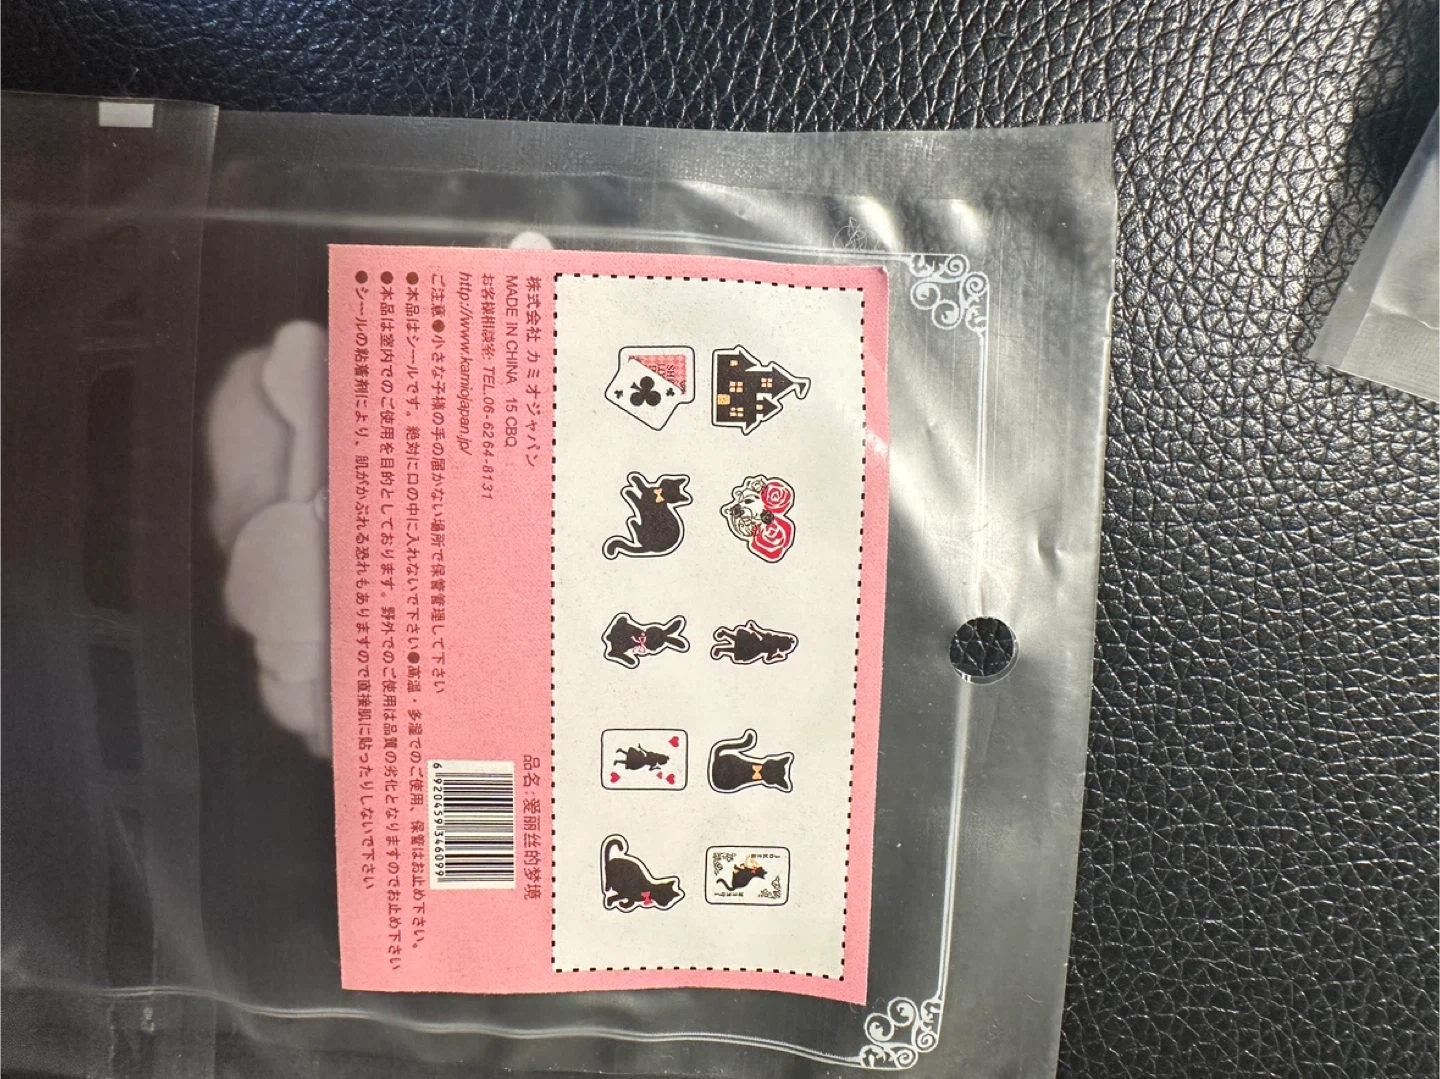 株式会社 カミオジャパン
MADE IN CHINA 15 CBQ
お客様相談室: TEL.06-6264-8131
http://www.kamiojapan.jp/
ご注意●小さな子様の手の届かない場所で保管管理して下さい
●本品はシールです。絶対に口の中に入れないで下さい●高温・多湿でのご使用、保管はお止め下さい。
●本品は室内でのご使用を目的としております。野外でのご使用は品質の劣化となりますのでお止め下さい
●シールの粘着剤により、肌がかぶれる恐れもありますので直接肌に貼ったりしないで下さい
品名:爱丽丝的梦境
6 920459 346099